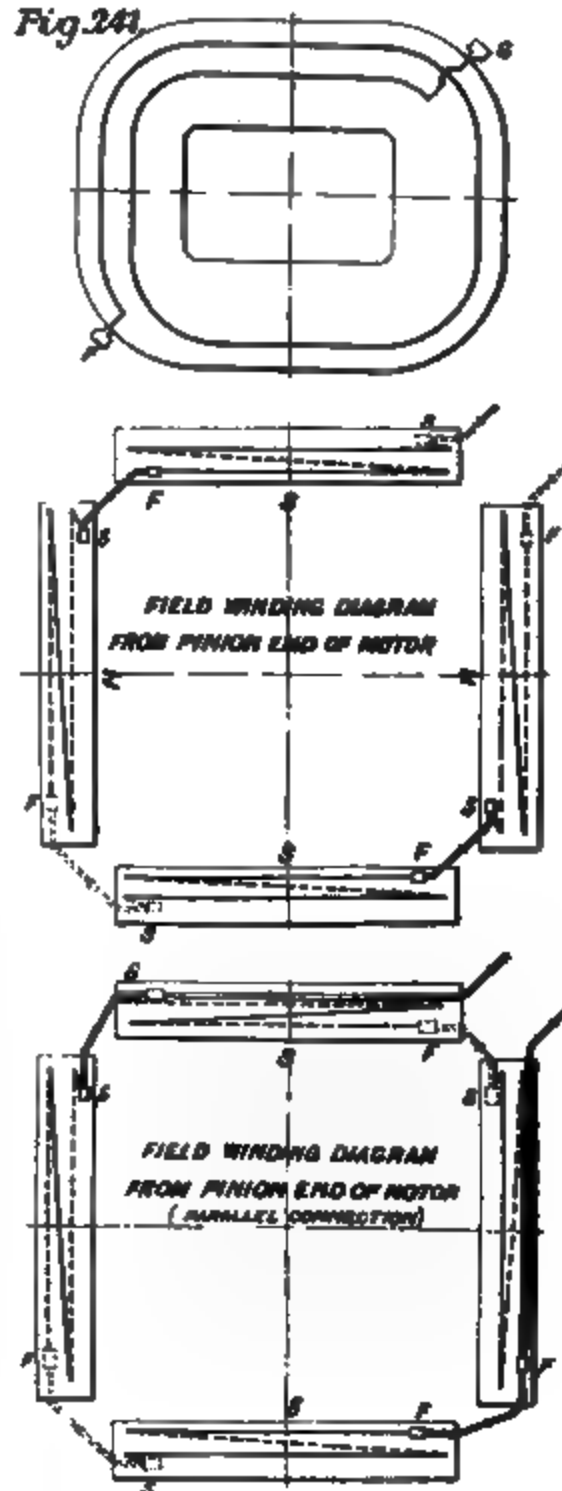 Fig. 241.
S
F
S
F
S
S
F
FIELD WINDING DIAGRAM
FROM PINION END OF MOTOR
N
N
F
S
S
F
S
S
F
S
S
S
FIELD WINDING DIAGRAM
FROM PINION END OF MOTOR
(PARALLEL CONNECTION)
F
F
S
F
S